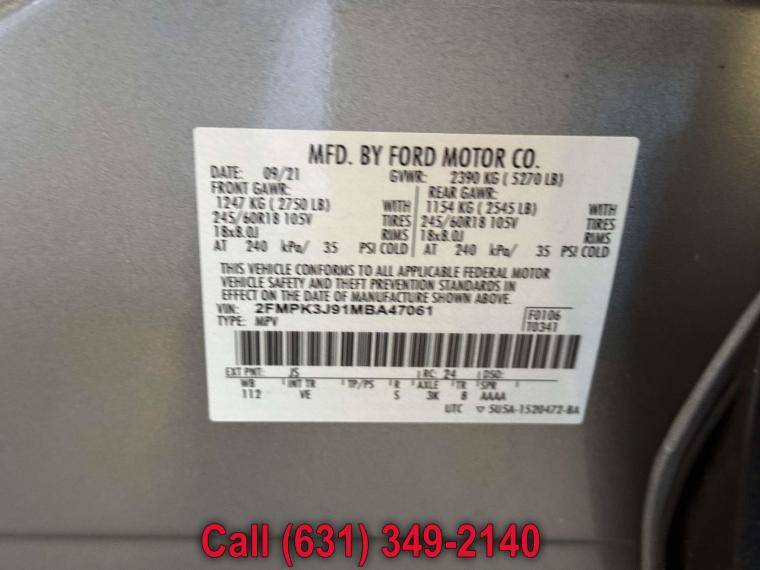 MFD. BY FORD MOTOR CO.
DATE: 09/21 GVWR: 2390 KG ( 5270 LB)
FRONT GAWR: REAR GAWR:
1247 KG ( 2750 LB) WITH 1154 KG ( 2545 LB) WITH
245/60R18 105V TIRES 245/60R18 105V TIRES
18x8.0J RIMS 18x8.0J RIMS
AT 240 kPa/ 35 PSI COLD AT 240 kPa/ 35 PSI COLD
THIS VEHICLE CONFORMS TO ALL APPLICABLE FEDERAL MOTOR
VEHICLE SAFETY AND THEFT PREVENTION STANDARDS IN
EFFECT ON THE DATE OF MANUFACTURE SHOWN ABOVE.
VIN: 2FMPK3J91MBA47061 F0106
TYPE: MPV T0341
EXT PNT: JS RC: 24 DSO:
WB INT TR TP/PS R AXLE TR SPR
112 VE S 3K 8 AAAA
UTC ▽ 5U5A-1520472-BA
Call (631) 349-2140